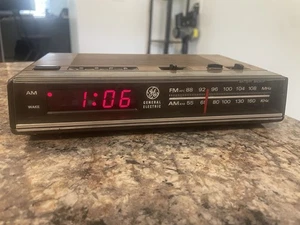 AM
WAKE
1:06
GE
GENERAL
ELECTRIC
FM 88 92 96 100 104 108 MHz
AM 55 65 80 100 130 160 kHz